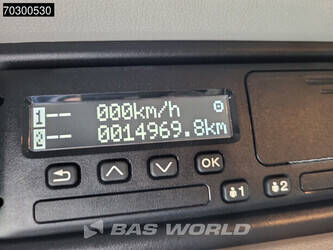 70300530
1 -- 000km/h
2 -- 0014969.8km
OK
1 2
BAS WORLD